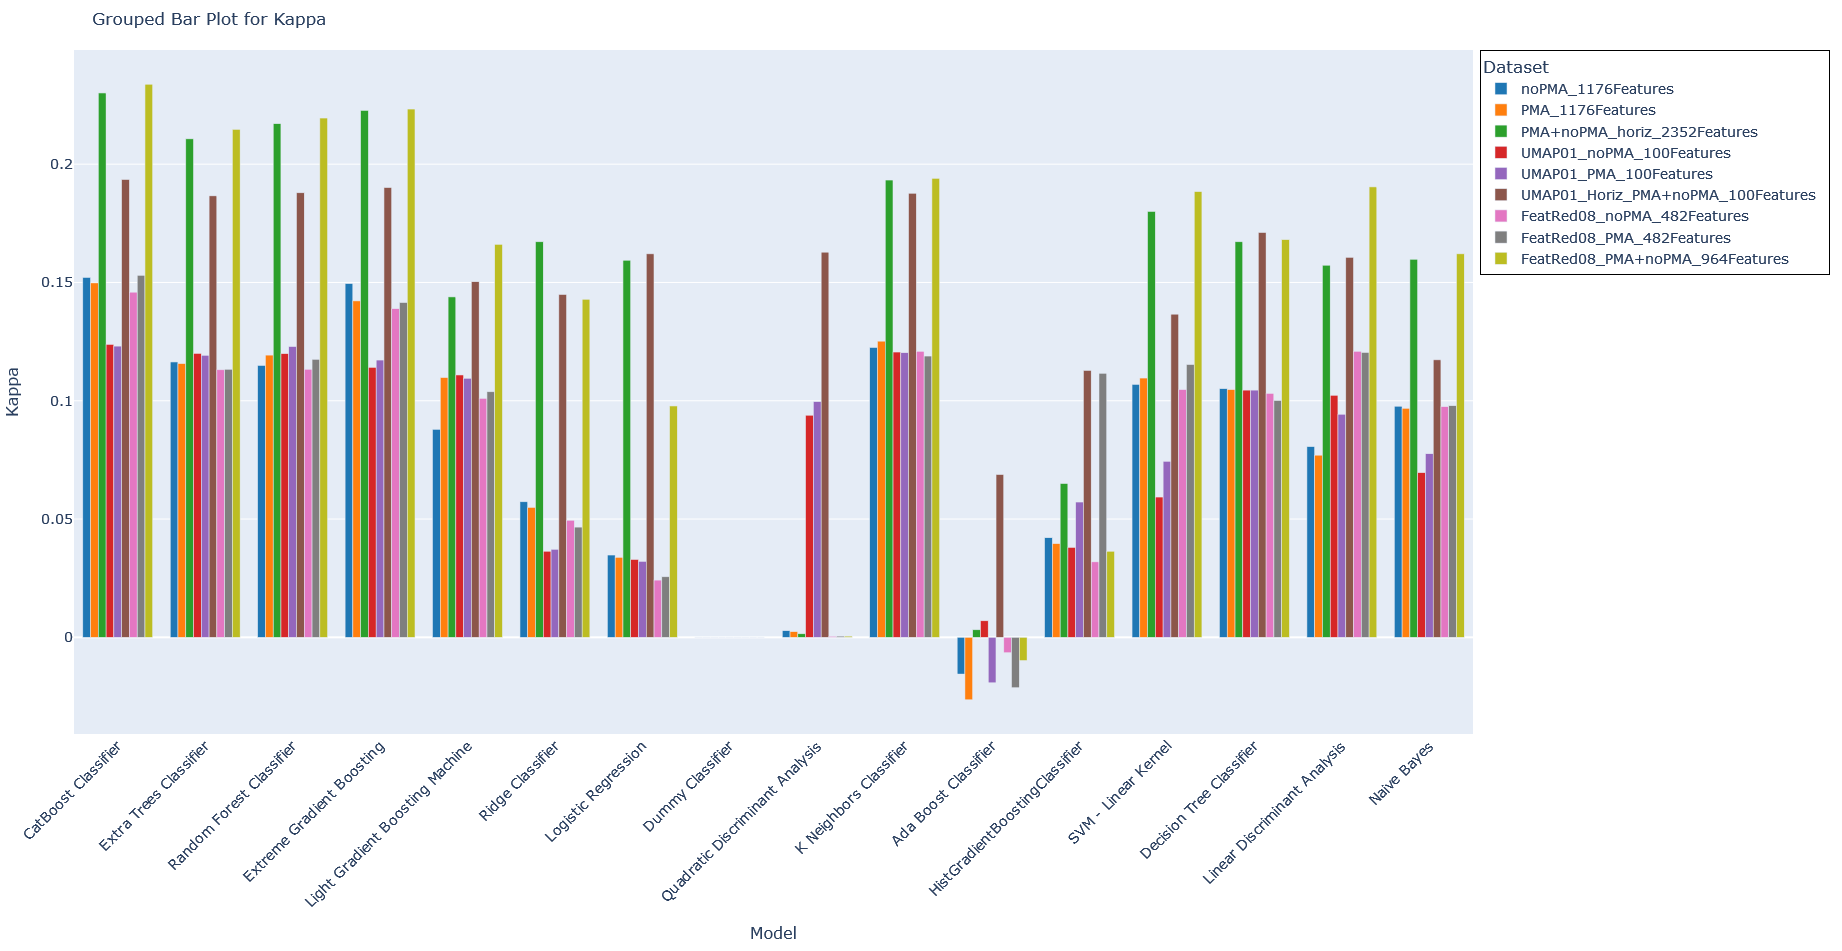 Grouped Bar Plot for Kappa
Dataset
noPMA_1176Features
PMA_1176Features
PMA+noPMA_horiz_2352Features
UMAP01_noPMA_100Features
UMAP01_PMA_100Features
UMAP01_Horiz_PMA+noPMA_100Features
FeatRed08_noPMA_482Features
FeatRed08_PMA_482Features
FeatRed08_PMA+noPMA_964Features
Kappa
0.2
0.15
0.1
0.05
0
CatBoost Classifier
Extra Trees Classifier
Random Forest Classifier
Extreme Gradient Boosting
Light Gradient Boosting Machine
Ridge Classifier
Logistic Regression
Dummy Classifier
Quadratic Discriminant Analysis
K Neighbors Classifier
Ada Boost Classifier
HistGradientBoostingClassifier
SVM - Linear Kernel
Decision Tree Classifier
Linear Discriminant Analysis
Naive Bayes
Model